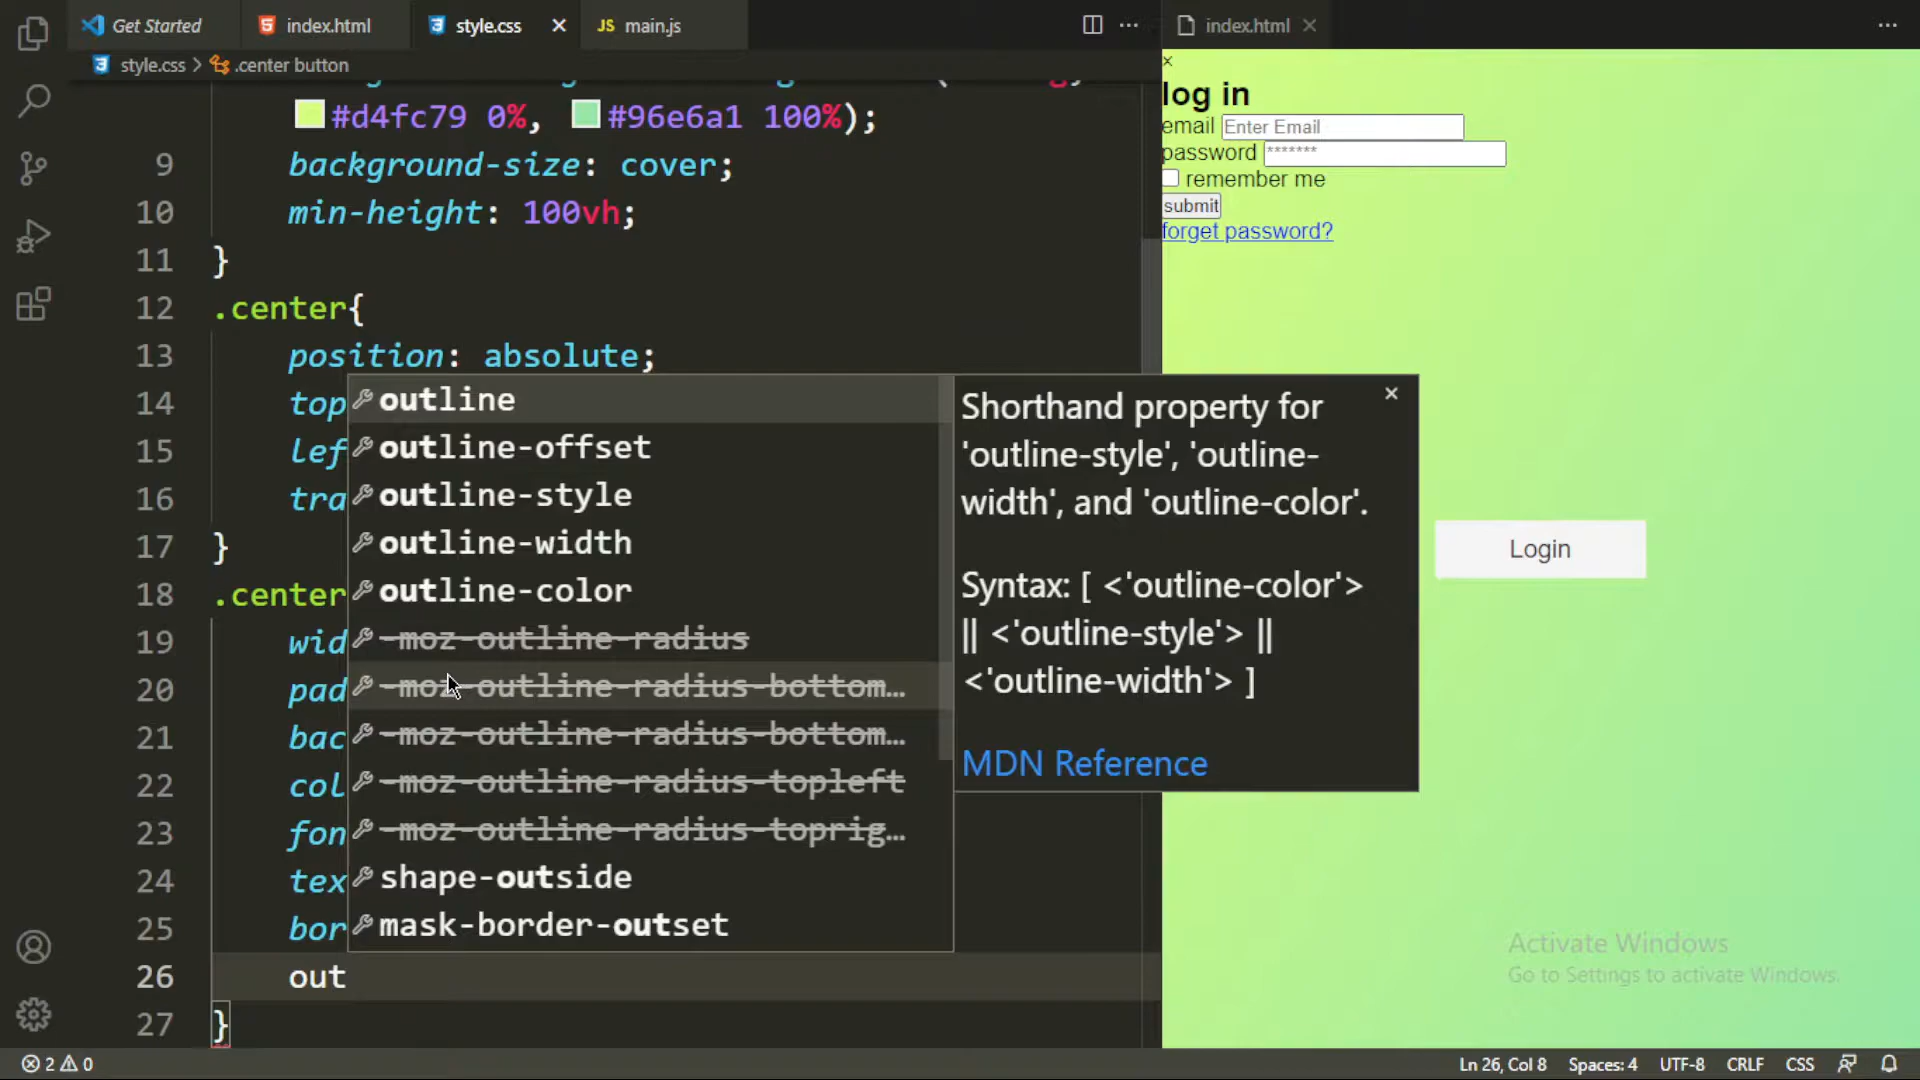 Get Started
index.html
style.css
JS main.js
index.html
style.css > .center button
#d4fc79 0%, #96e6a1 100%);
9 background-size: cover;
10 min-height: 100vh;
11 }
12 .center{
13 position: absolute;
14 top
15 lef
16 tra
17 }
18 .center
19 wid
20 pad
21 bac
22 col
23 fon
24 tex
25 bor
26 out
27 }
outline
outline-offset
outline-style
outline-width
outline-color
-moz-outline-radius
-moz-outline-radius-bottom…
-moz-outline-radius-bottom…
-moz-outline-radius-topleft
-moz-outline-radius-toprig…
shape-outside
mask-border-outset
Shorthand property for
'outline-style', 'outline-
width', and 'outline-color'.
Syntax: [ <'outline-color'>
|| <'outline-style'> ||
<'outline-width'> ]
MDN Reference
×
log in
email Enter Email
password *******
remember me
submit
forget password?
Login
Activate Windows
Go to Settings to activate Windows.
2 0
Ln 26, Col 8 Spaces: 4 UTF-8 CRLF CSS